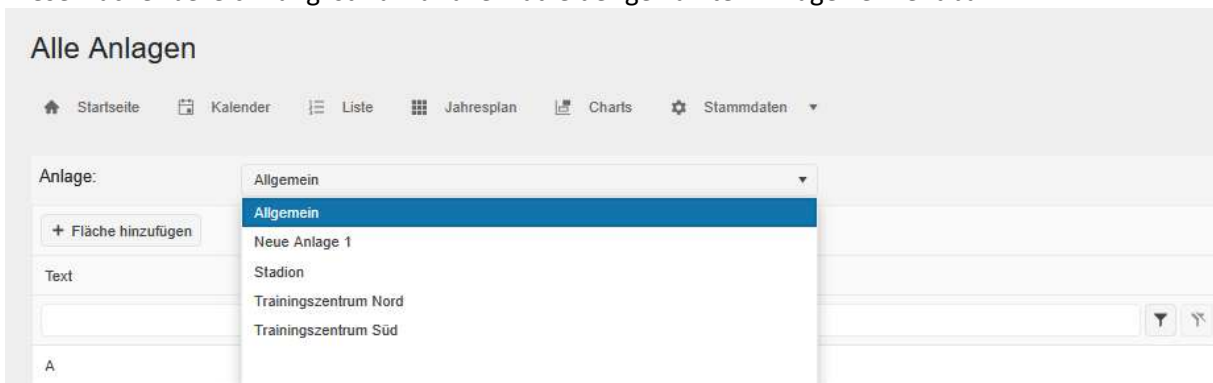 Alle Anlagen
Startseite Kalender Liste Jahresplan Charts Stammdaten
Anlage: Allgemein
Allgemein
+ Fläche hinzufügen
Neue Anlage 1
Text Stadion
Trainingszentrum Nord
Trainingszentrum Süd
A